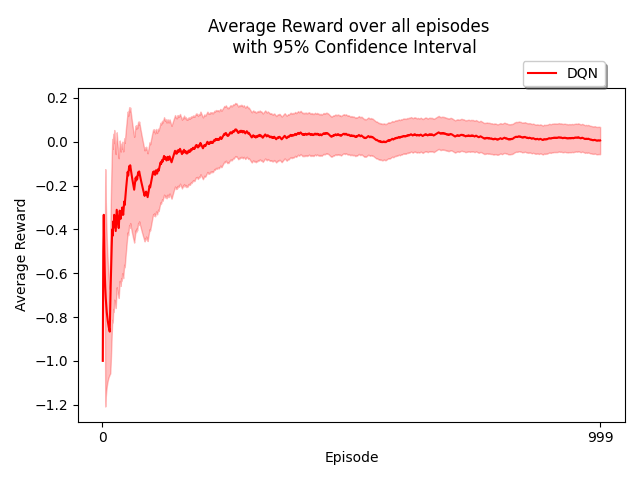 Average Reward over all episodes
with 95% Confidence Interval
DQN
0.2
0.0
−0.2
−0.4
−0.6
−0.8
−1.0
−1.2
Average Reward
0 999
Episode